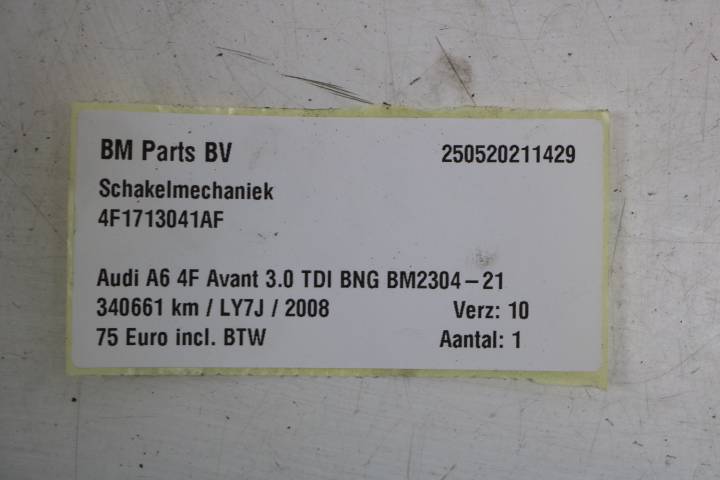 BM Parts BV 250520211429
Schakelmechaniek
4F1713041AF
Audi A6 4F Avant 3.0 TDI BNG BM2304-21
340661 km / LY7J / 2008 Verz: 10
75 Euro incl. BTW Aantal: 1